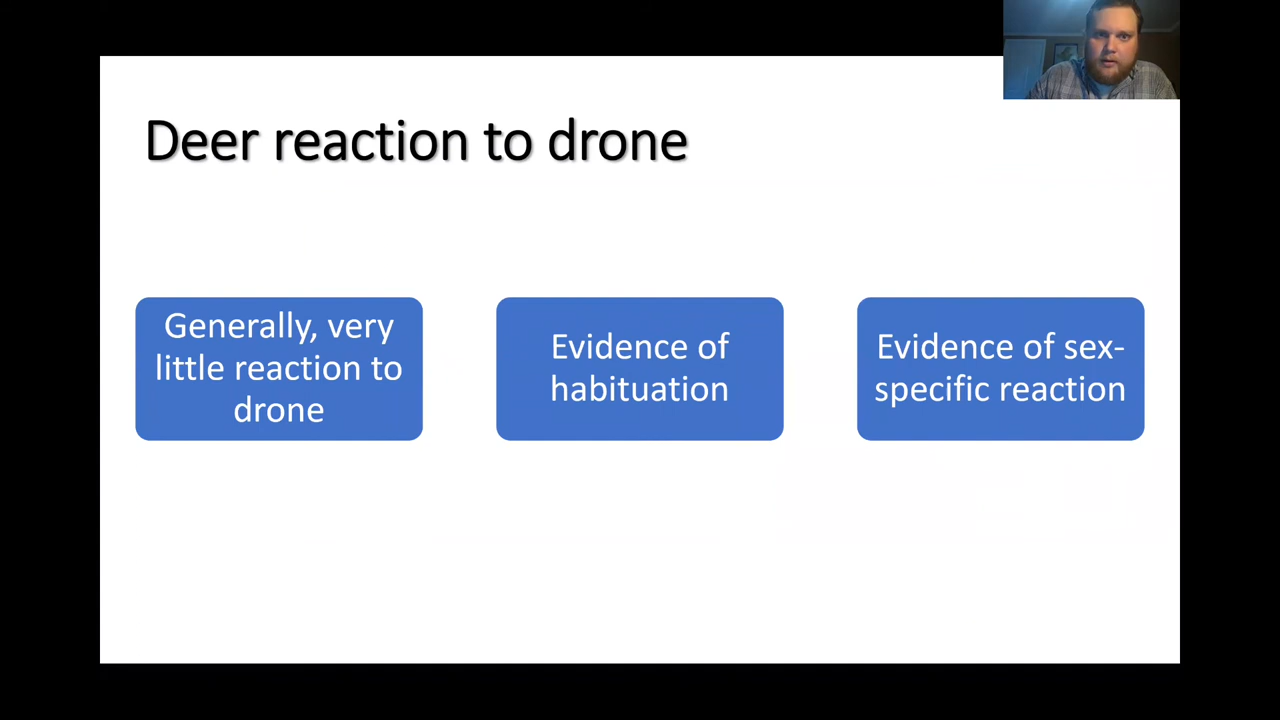 Deer reaction to drone
Generally, very
little reaction to
drone
Evidence of
habituation
Evidence of sex-
specific reaction